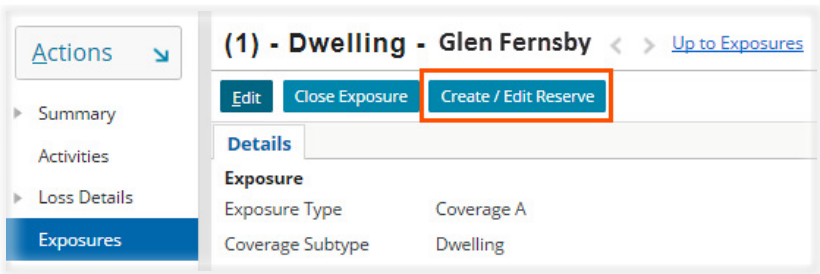 Actions
Summary
Activities
Loss Details
Exposures
(1) - Dwelling - Glen Fernsby < > Up to Exposures
Edit Close Exposure Create / Edit Reserve
Details
Exposure
Exposure Type Coverage A
Coverage Subtype Dwelling